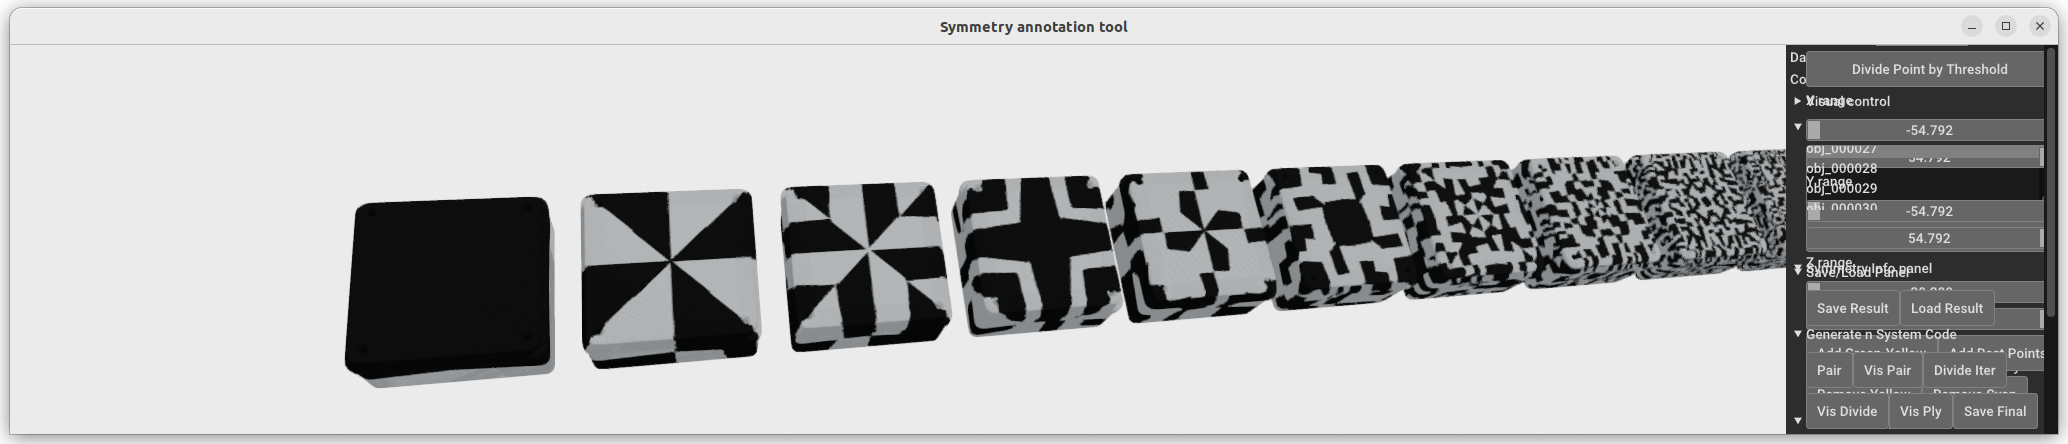 Symmetry annotation tool
Da
Divide Point by Threshold
Co
X range
Visual control
-54.792
obj_000027
54.792
obj_000028
Y range
obj_000029
obj_000030
-54.792
54.792
Z range
Symmetry Info panel
Save/Load Panel
Save Result Load Result
Generate n System Code
Add Green Yellow Add Rest Points
Pair Vis Pair Divide Iter
Remove Yellow Remove Cyan
Vis Divide Vis Ply Save Final